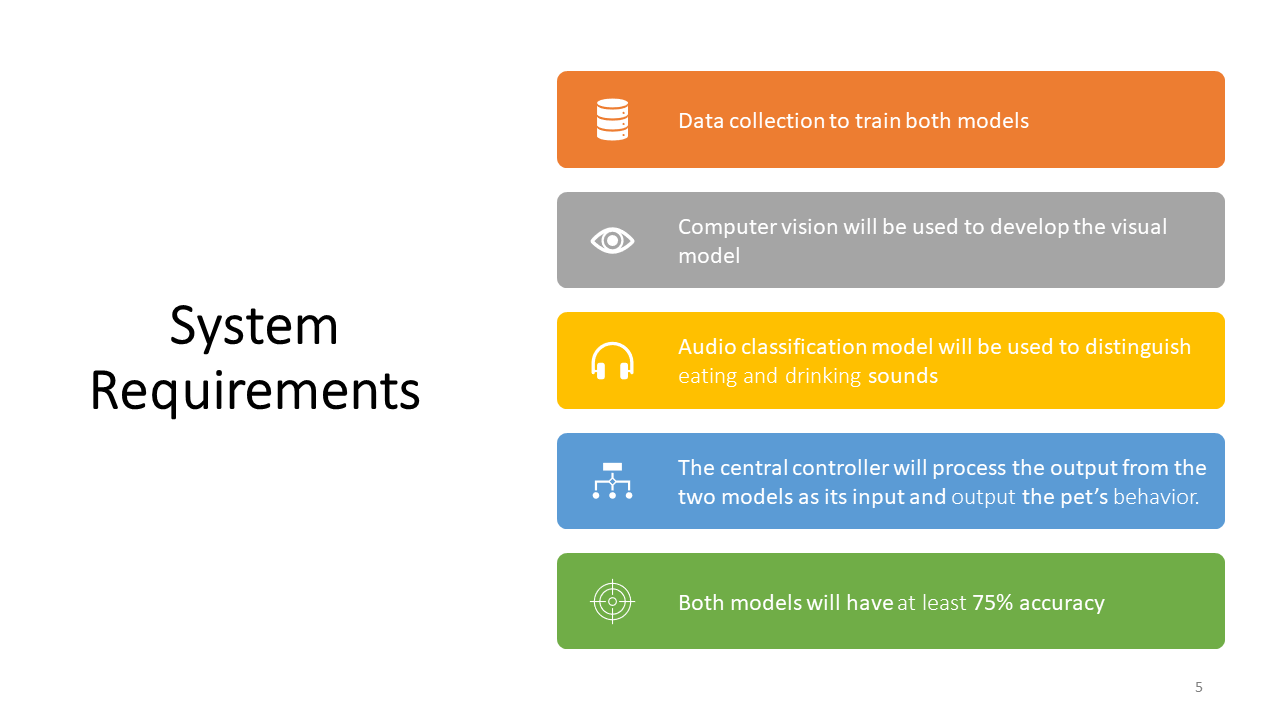 System
Requirements
Data collection to train both models
Computer vision will be used to develop the visual
model
Audio classification model will be used to distinguish
eating and drinking sounds
The central controller will process the output from the
two models as its input and output the pet’s behavior.
Both models will have at least 75% accuracy
5